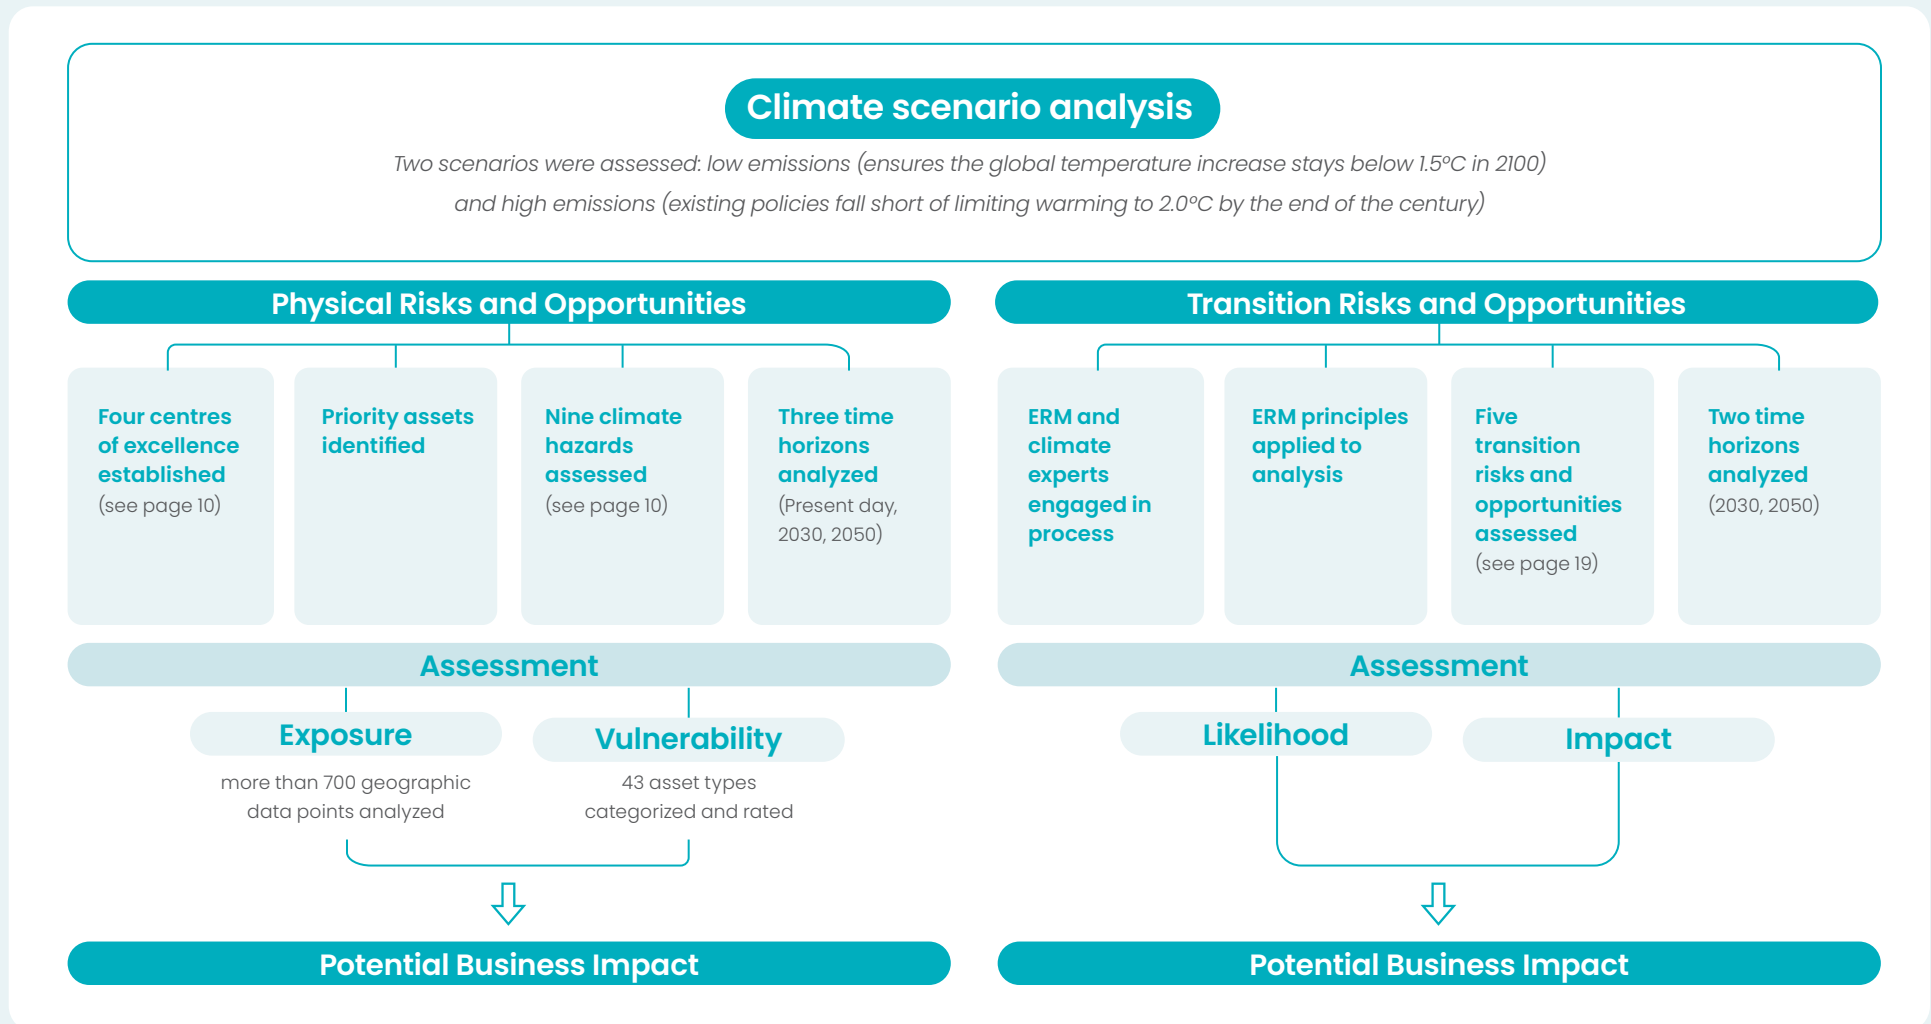 Climate scenario analysis
Two scenarios were assessed: low emissions (ensures the global temperature increase stays below 1.5°C in 2100)
and high emissions (existing policies fall short of limiting warming to 2.0°C by the end of the century)
Physical Risks and Opportunities
Four centres
of excellence
established
(see page 10)
Priority assets
identified
Nine climate
hazards
assessed
(see page 10)
Three time
horizons
analyzed
(Present day,
2030, 2050)
Assessment
Exposure
more than 700 geographic
data points analyzed
Vulnerability
43 asset types
categorized and rated
Potential Business Impact
Transition Risks and Opportunities
ERM and
climate
experts
engaged in
process
ERM principles
applied to
analysis
Five
transition
risks and
opportunities
assessed
(see page 19)
Two time
horizons
analyzed
(2030, 2050)
Assessment
Likelihood
Impact
Potential Business Impact